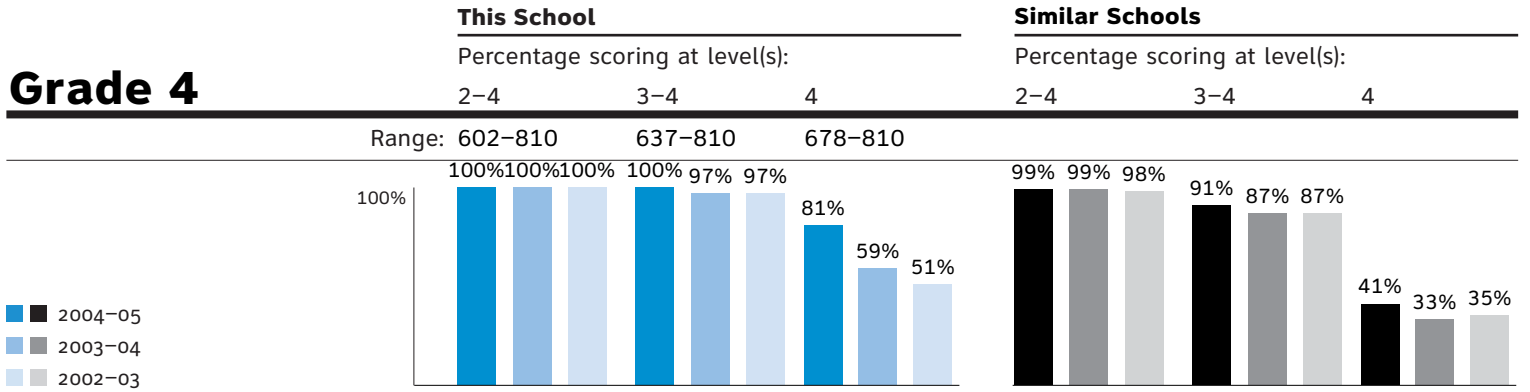 This School Similar Schools
Percentage scoring at level(s): Percentage scoring at level(s):
Grade 4 2–4 3–4 4 2–4 3–4 4
Range: 602–810 637–810 678–810
100% 100% 100% 100% 97% 97% 81% 59% 51% 99% 99% 98% 91% 87% 87% 41% 33% 35%
100%
2004–05
2003–04
2002–03